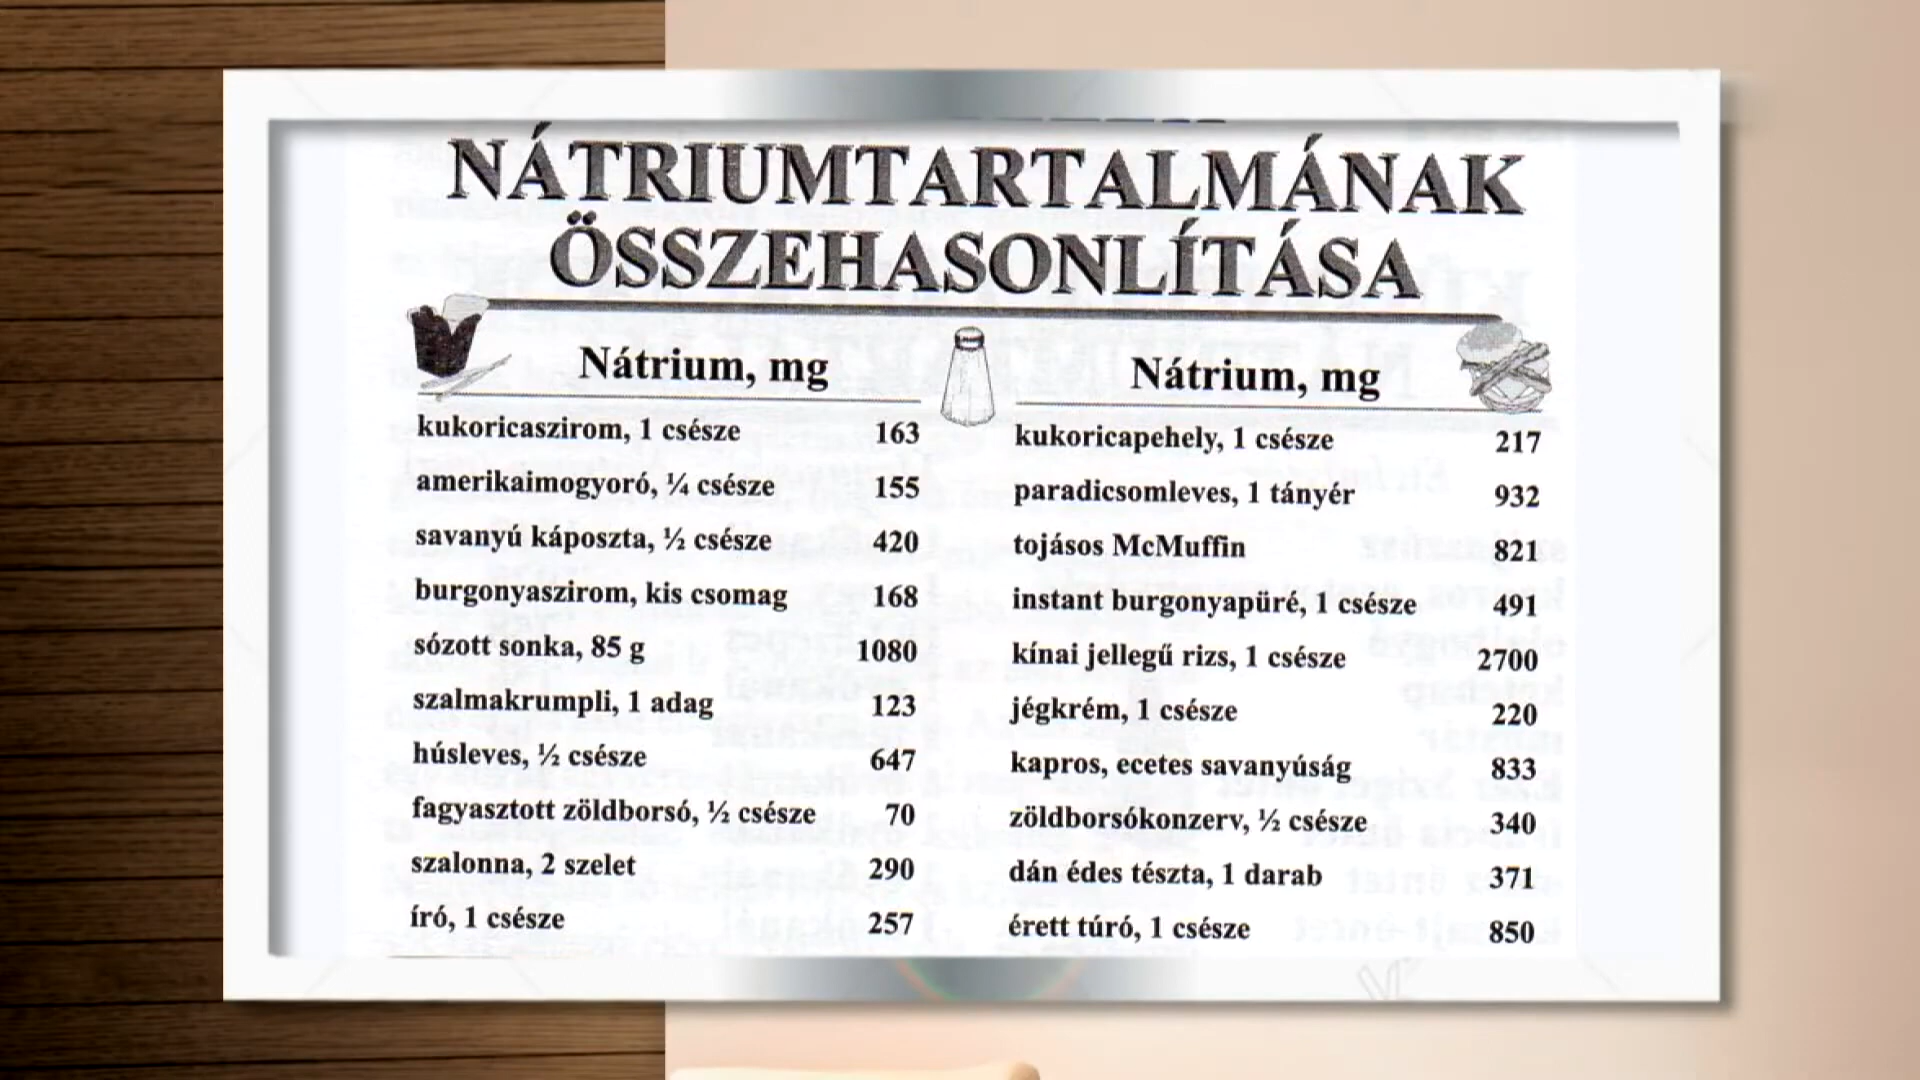 NÁTRIUMTARTALMÁNAK
ÖSSZEHASONLÍTÁSA
Nátrium, mg
kukoricaszirom, 1 csésze 163
amerikaimogyoró, ¼ csésze 155
savanyú káposzta, ½ csésze 420
burgonyaszirom, kis csomag 168
sózott sonka, 85 g 1080
szalmakrumpli, 1 adag 123
húsleves, ½ csésze 647
fagyasztott zöldborsó, ½ csésze 70
szalonna, 2 szelet 290
író, 1 csésze 257
Nátrium, mg
kukoricapehely, 1 csésze 217
paradicsomleves, 1 tányér 932
tojásos McMuffin 821
instant burgonyapüré, 1 csésze 491
kínai jellegű rizs, 1 csésze 2700
jégkrém, 1 csésze 220
kapros, ecetes savanyúság 833
zöldborsókonzerv, ½ csésze 340
dán édes tészta, 1 darab 371
érett túró, 1 csésze 850